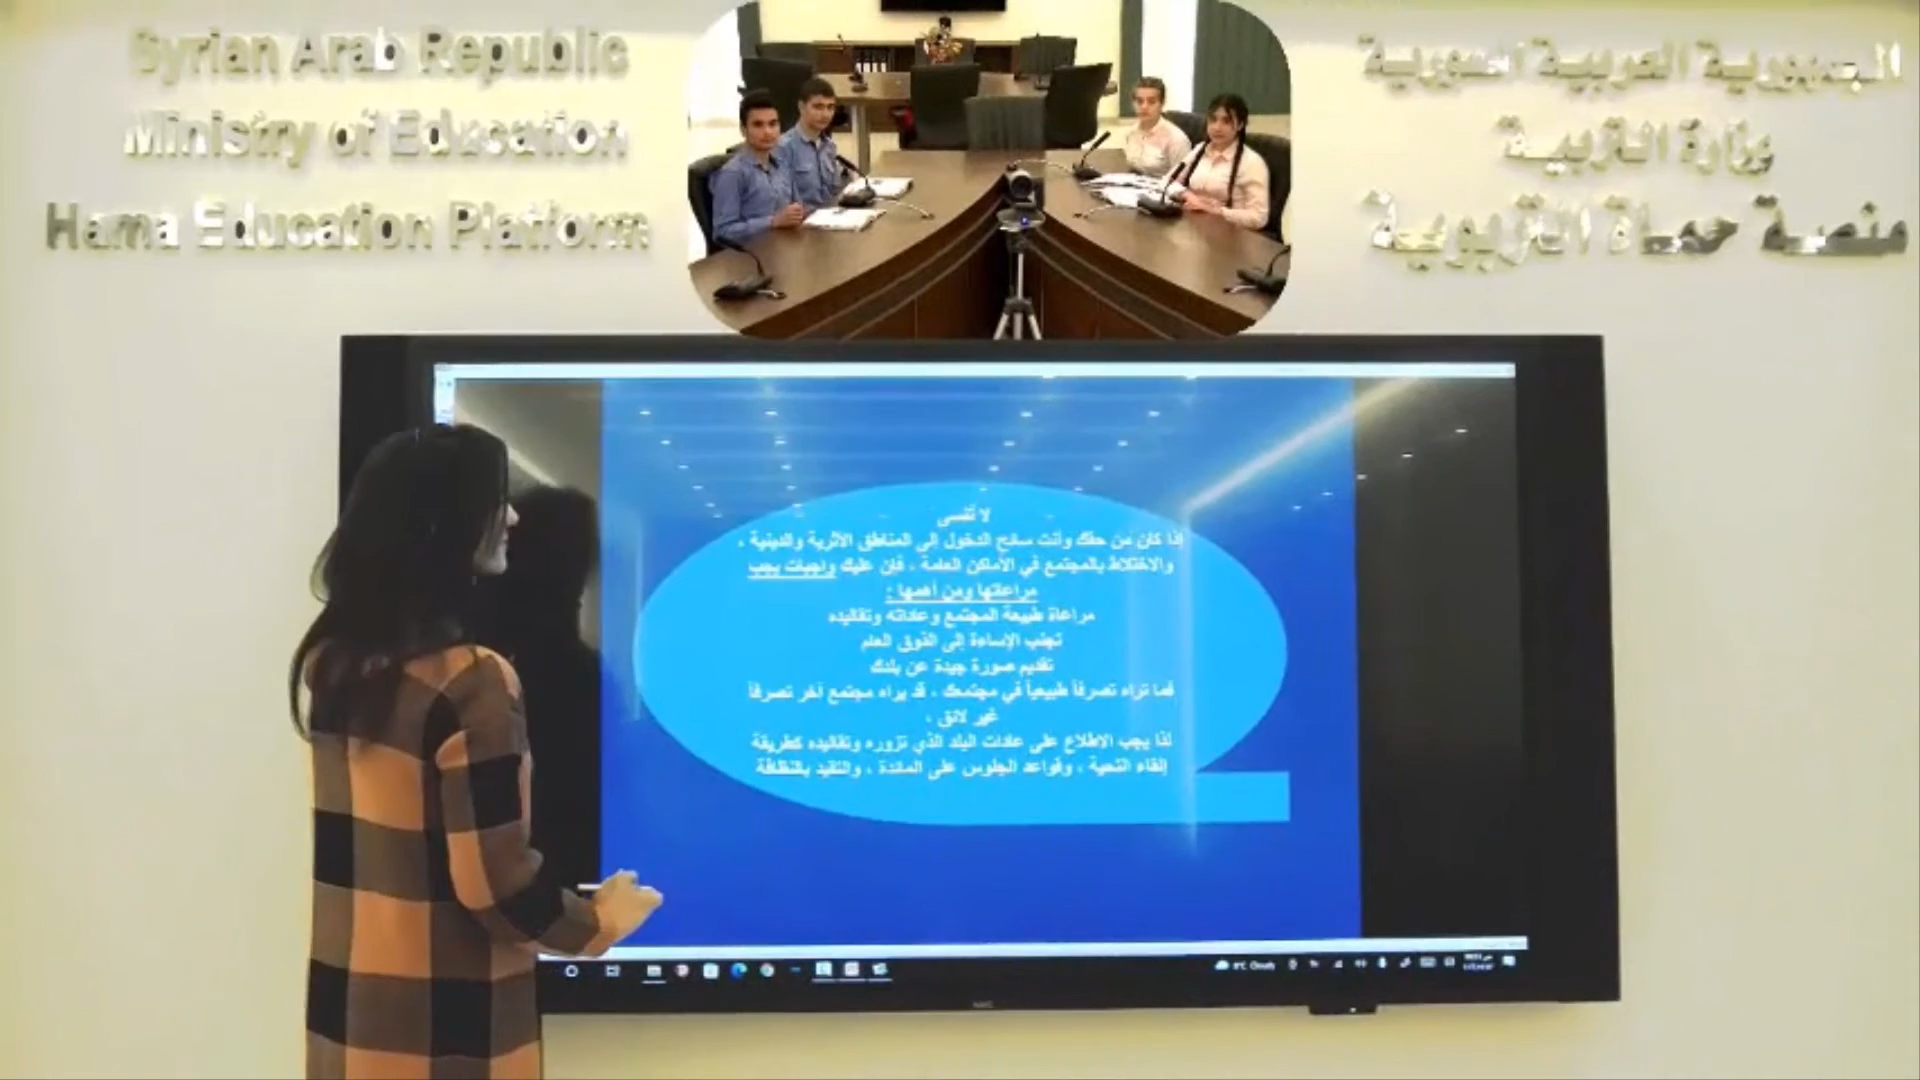 Syrian Arab Republic
Ministry of Education
Hama Education Platform
الجمهورية العربية السورية
وزارة التربية
منصة حماة التربوية
لا تنسى
إذا كان من حقك وأنت سائح الدخول إلى المناطق الأثرية والدينية ،
والاختلاط بالمجتمع في الأماكن العامة ، فإن عليك واجبات يجب
مراعاتها ومن أهمها :
مراعاة طبيعة المجتمع وعاداته وتقاليده
تجنب الإساءة إلى الذوق العام
تقديم صورة جيدة عن بلدك
فما تراه تصرفاً طبيعياً في مجتمعك ، قد يراه مجتمع آخر تصرفاً
غير لائق ،
لذا يجب الاطلاع على عادات البلد الذي تزوره وتقاليده كطريقة
إلقاء التحية ، وقواعد الجلوس على المائدة ، والتقيد بالنظافة